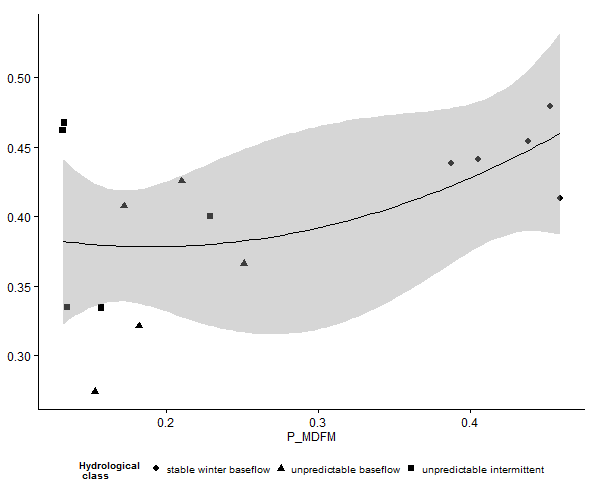 0.50
0.45
0.40
0.35
0.30
0.2 0.3 0.4
P_MDFM
Hydrological
class
stable winter baseflow unpredictable baseflow unpredictable intermittent